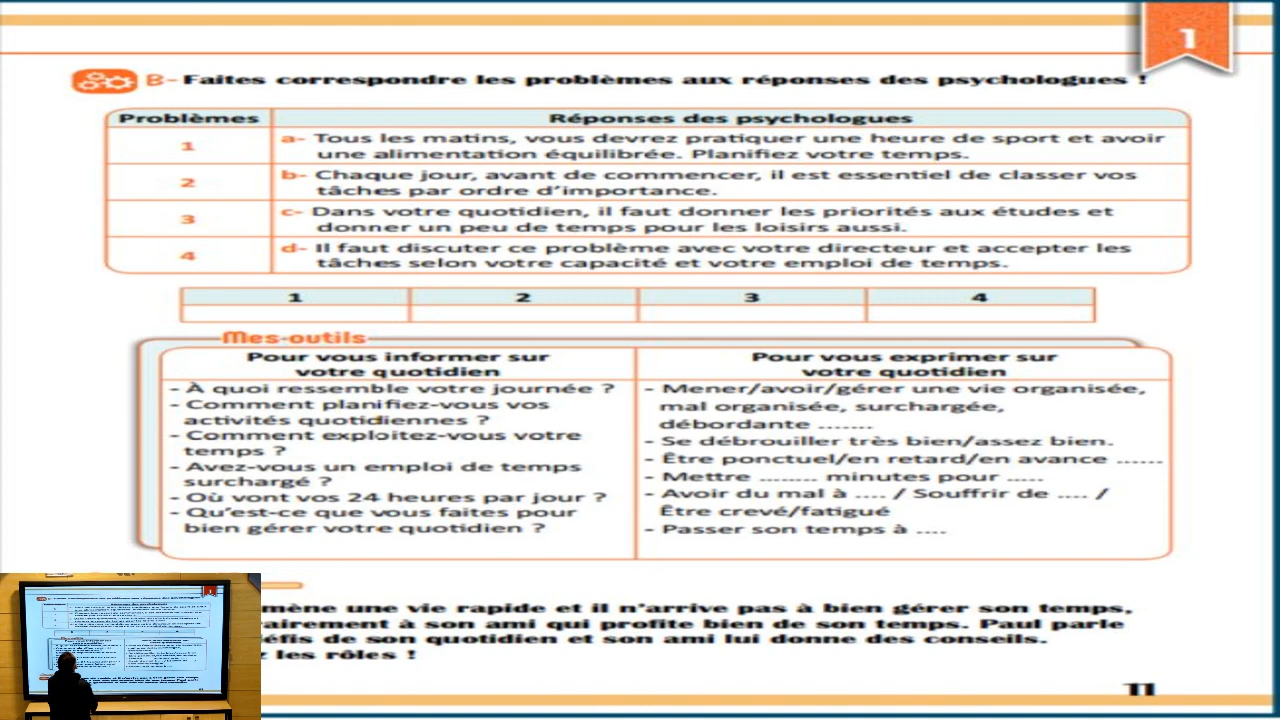 1
B- Faites correspondre les problèmes aux réponses des psychologues !
Problèmes
Réponses des psychologues
1
a- Tous les matins, vous devrez pratiquer une heure de sport et avoir
une alimentation équilibrée. Planifiez votre temps.
2
b- Chaque jour, avant de commencer, il est essentiel de classer vos
tâches par ordre d'importance.
3
c- Dans votre quotidien, il faut donner les priorités aux études et
donner un peu de temps pour les loisirs aussi.
4
d- Il faut discuter ce problème avec votre directeur et accepter les
tâches selon votre capacité et votre emploi de temps.
1 2 3 4
Mes outils
Pour vous informer sur
votre quotidien
- À quoi ressemble votre journée ?
- Comment planifiez-vous vos
activités quotidiennes ?
- Comment exploitez-vous votre
temps ?
- Avez-vous un emploi de temps
surchargé ?
- Où vont vos 24 heures par jour ?
- Qu'est-ce que vous faites pour
bien gérer votre quotidien ?
Pour vous exprimer sur
votre quotidien
- Mener/avoir/gérer une vie organisée,
mal organisée, surchargée,
débordante .......
- Se débrouiller très bien/assez bien.
- Être ponctuel/en retard/en avance ......
- Mettre ........ minutes pour .....
- Avoir du mal à .... / Souffrir de .... /
Être crevé/fatigué
- Passer son temps à ....
mène une vie rapide et il n'arrive pas à bien gérer son temps,
airement à son ami qui profite bien de son temps. Paul parle
éfis de son quotidien et son ami lui donne des conseils.
z les rôles !
11